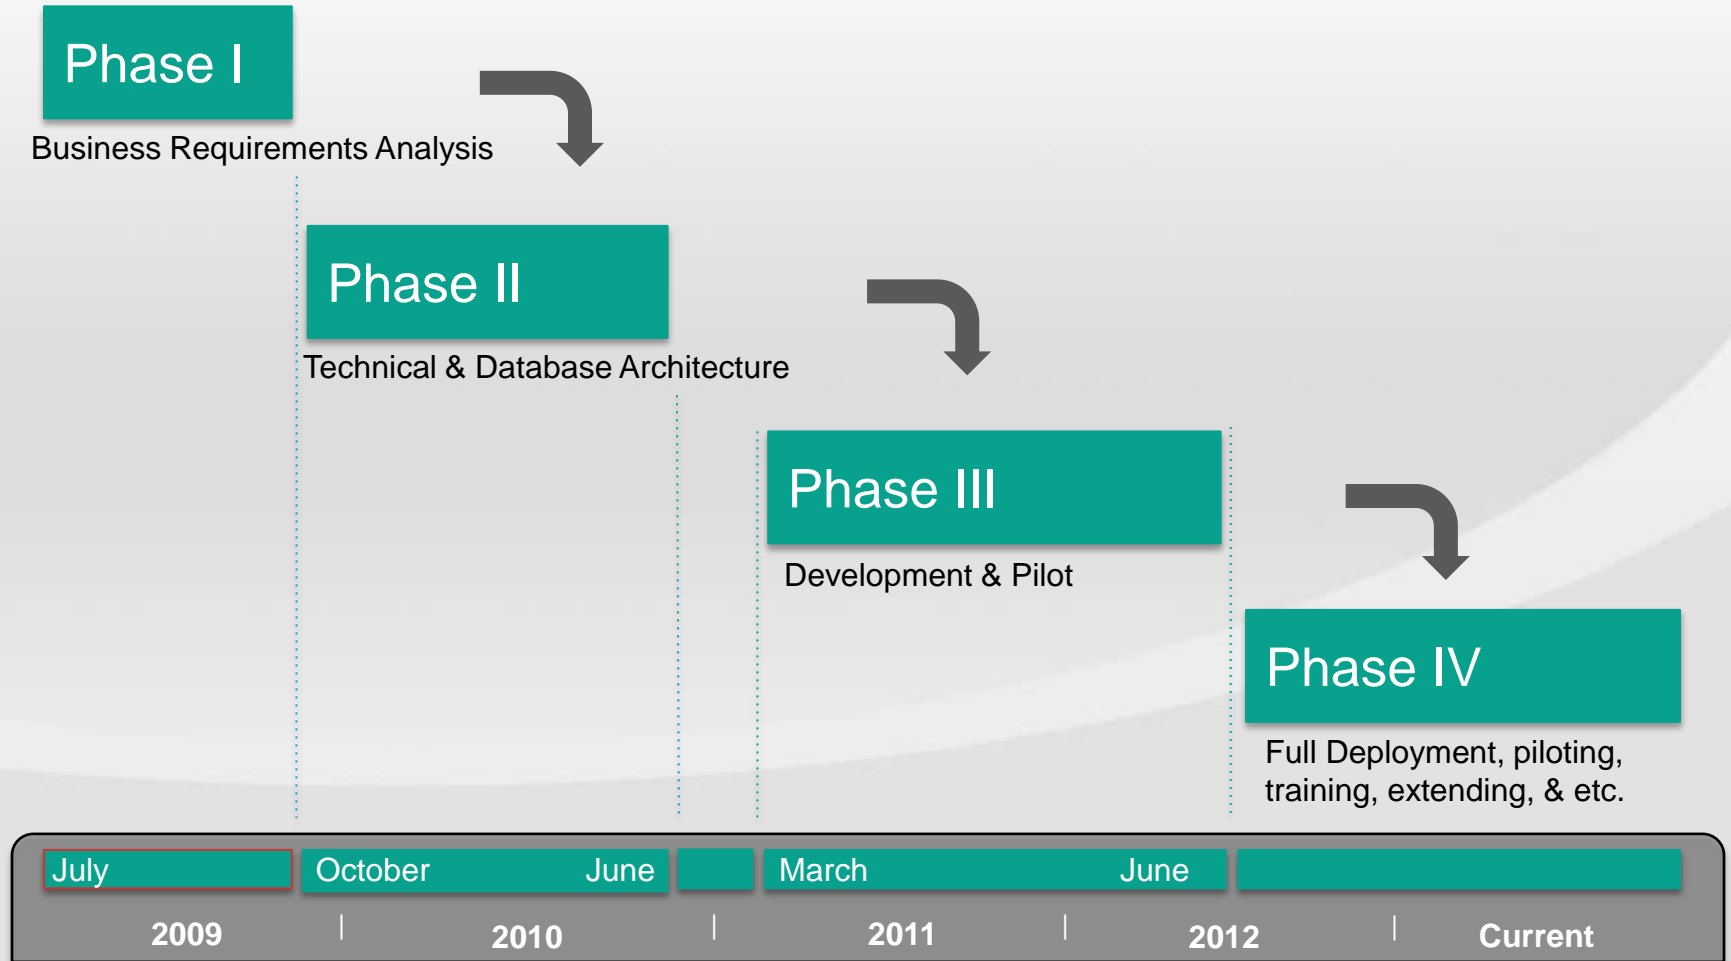 Phase I
Business Requirements Analysis
Phase II
Technical & Database Architecture
Phase III
Development & Pilot
Phase IV
Full Deployment, piloting,
training, extending, & etc.
July October June March June
2009 2010 2011 2012 Current